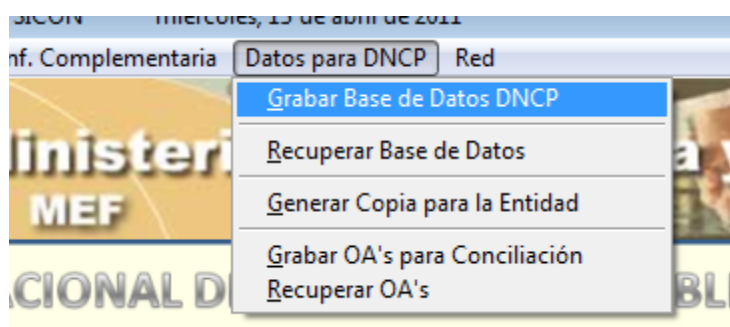 miércoles, 13 de abril de 2011
Complementaria Datos para DNCP Red
Grabar Base de Datos DNCP
Recuperar Base de Datos
MEF
Generar Copia para la Entidad
Grabar OA's para Conciliación
Recuperar OA's